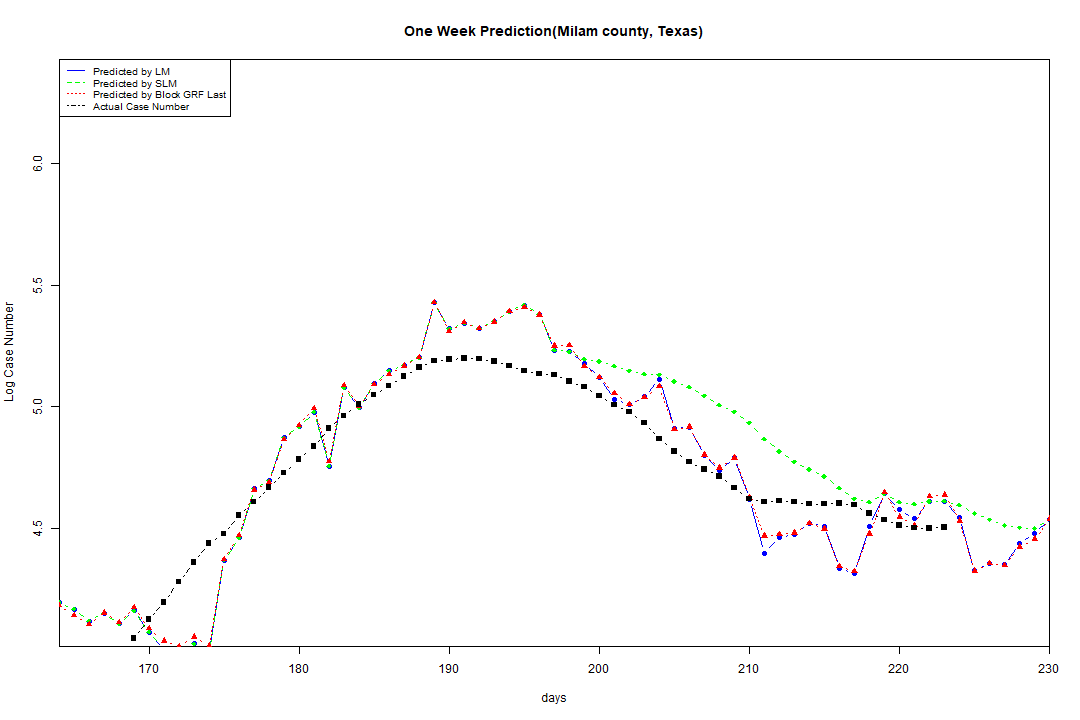 One Week Prediction(Milam county, Texas)
Predicted by LM
Predicted by SLM
Predicted by Block GRF Last
Actual Case Number
6.0
5.5
5.0
4.5
Log Case Number
170 180 190 200 210 220 230
days